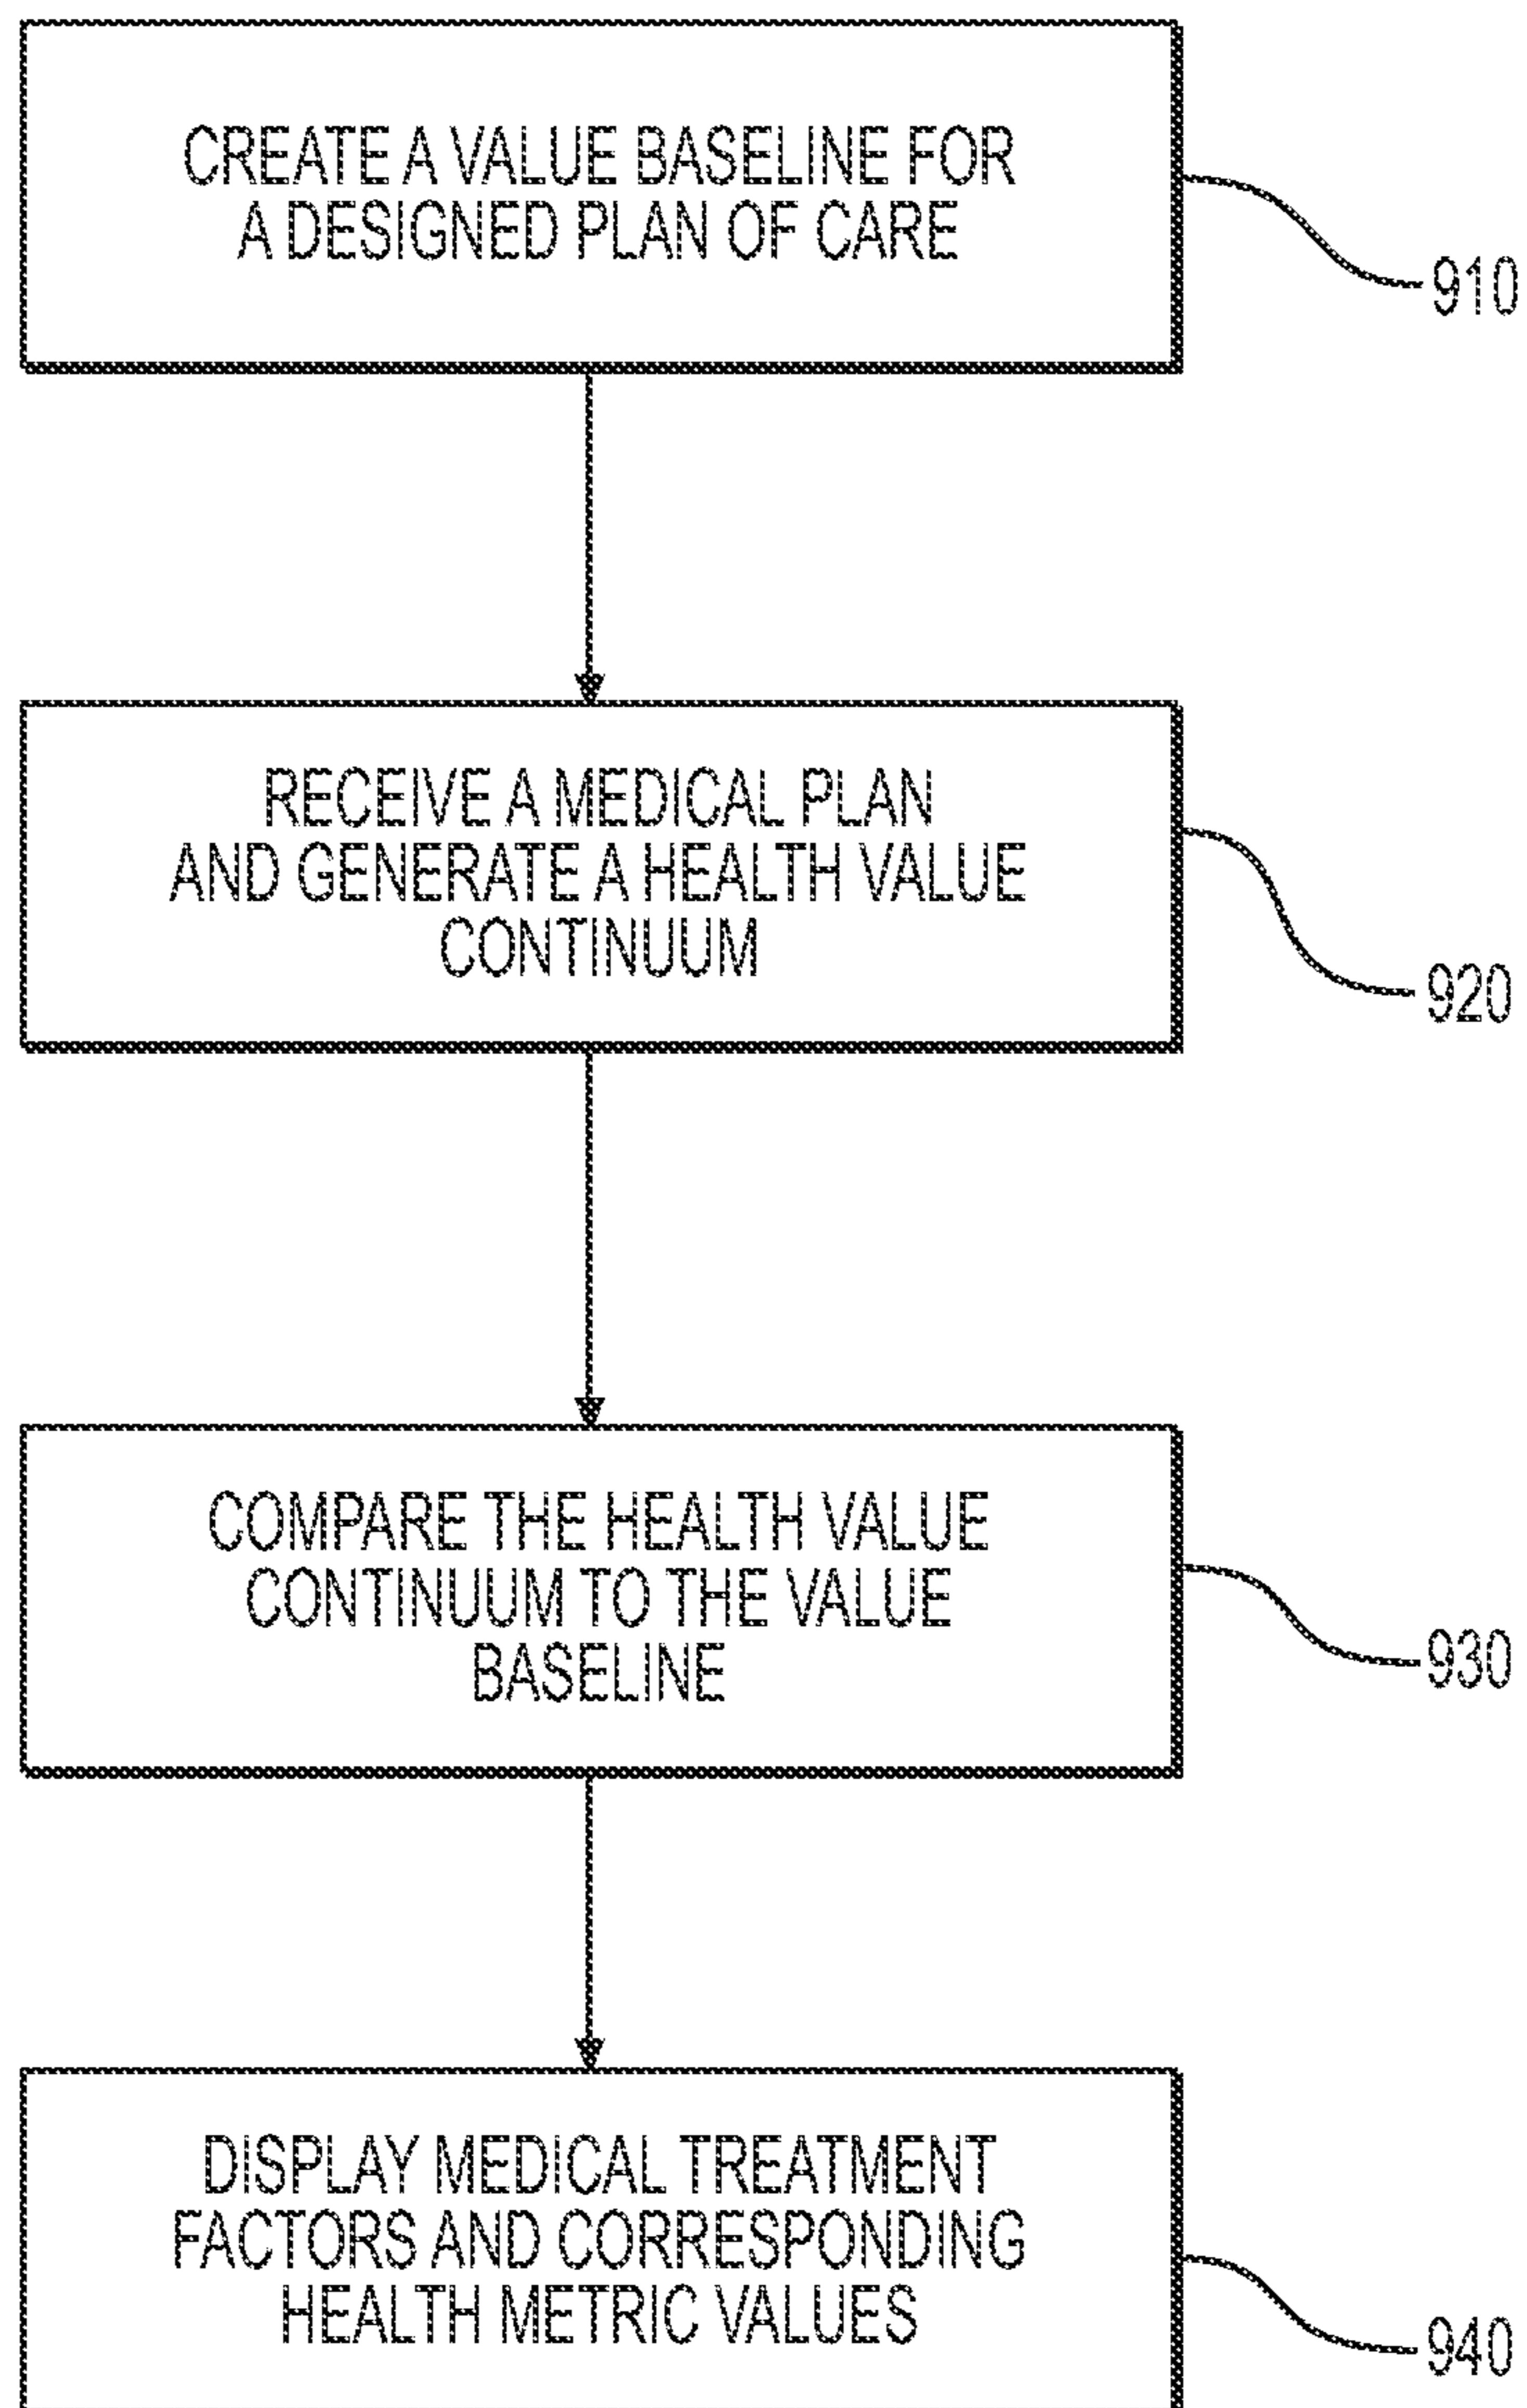 CREATE A VALUE BASELINE FOR
A DESIGNED PLAN OF CARE
910
RECEIVE A MEDICAL PLAN
AND GENERATE A HEALTH VALUE
CONTINUUM
920
COMPARE THE HEALTH VALUE
CONTINUUM TO THE VALUE
BASELINE
930
DISPLAY MEDICAL TREATMENT
FACTORS AND CORRESPONDING
HEALTH METRIC VALUES
940